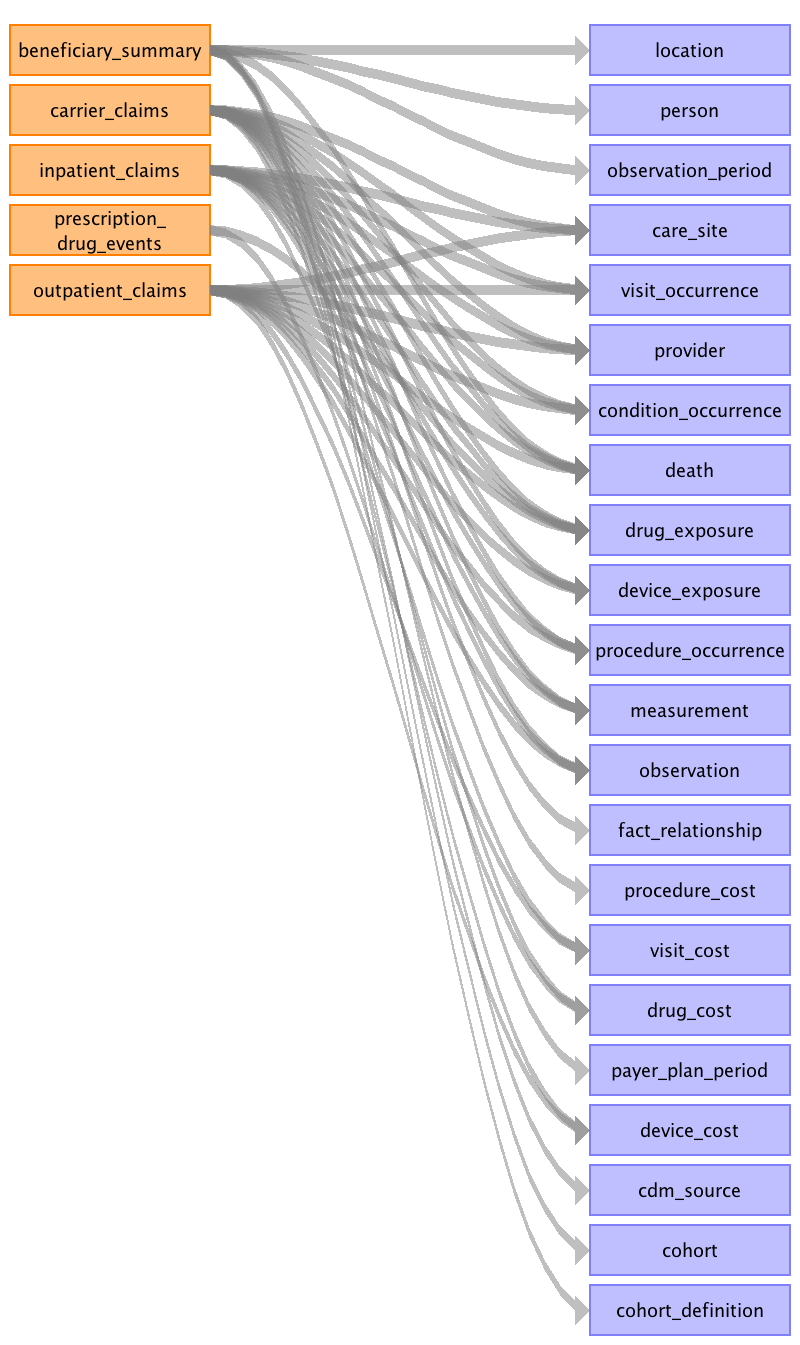 beneficiary_summary
carrier_claims
inpatient_claims
prescription_
drug_events
outpatient_claims
location
person
observation_period
care_site
visit_occurrence
provider
condition_occurrence
death
drug_exposure
device_exposure
procedure_occurrence
measurement
observation
fact_relationship
procedure_cost
visit_cost
drug_cost
payer_plan_period
device_cost
cdm_source
cohort
cohort_definition